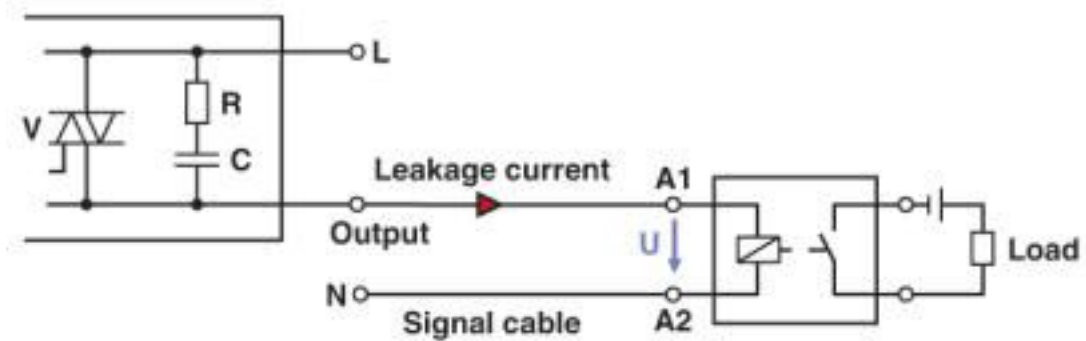 L
V
R
C
Leakage current
A1
Output
U
Load
N
A2
Signal cable